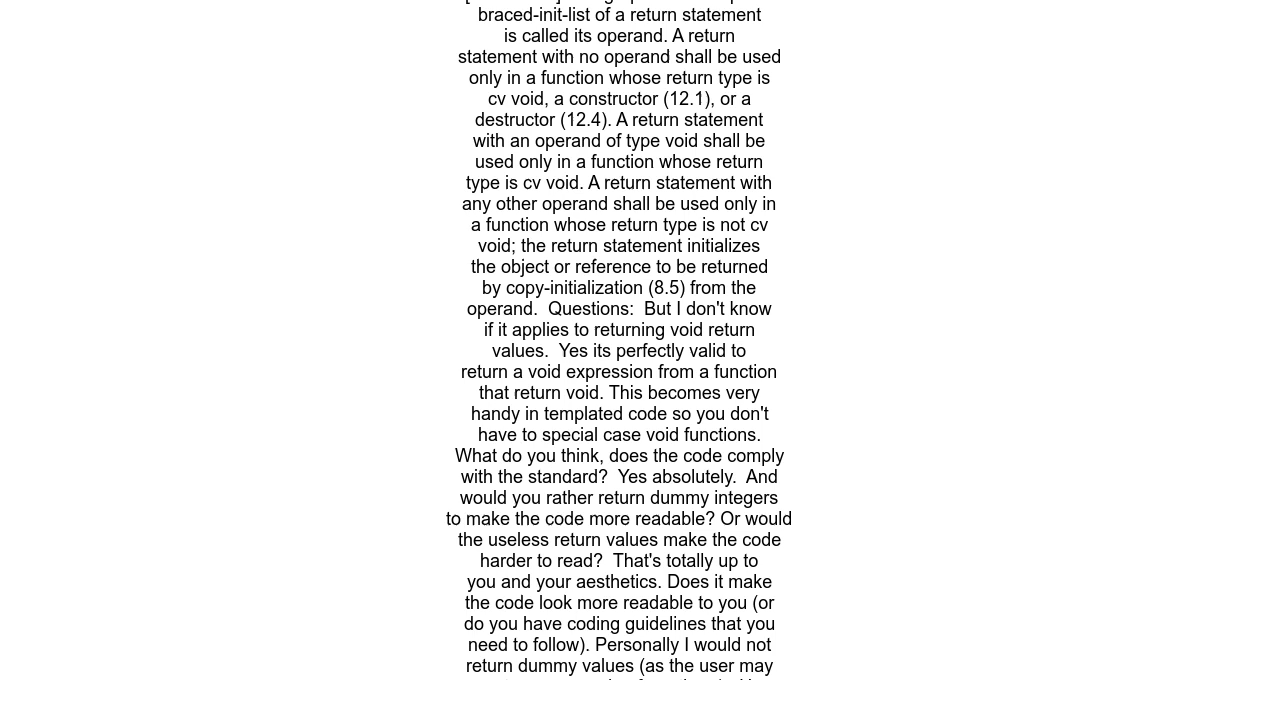 braced-init-list of a return statement
is called its operand. A return
statement with no operand shall be used
only in a function whose return type is
cv void, a constructor (12.1), or a
destructor (12.4). A return statement
with an operand of type void shall be
used only in a function whose return
type is cv void. A return statement with
any other operand shall be used only in
a function whose return type is not cv
void; the return statement initializes
the object or reference to be returned
by copy-initialization (8.5) from the
operand.  Questions:  But I don't know
if it applies to returning void return
values.  Yes its perfectly valid to
return a void expression from a function
that return void. This becomes very
handy in templated code so you don't
have to special case void functions.
What do you think, does the code comply
with the standard?  Yes absolutely.  And
would you rather return dummy integers
to make the code more readable? Or would
the useless return values make the code
harder to read?  That's totally up to
you and your aesthetics. Does it make
the code look more readable to you (or
do you have coding guidelines that you
need to follow). Personally I would not
return dummy values (as the user may